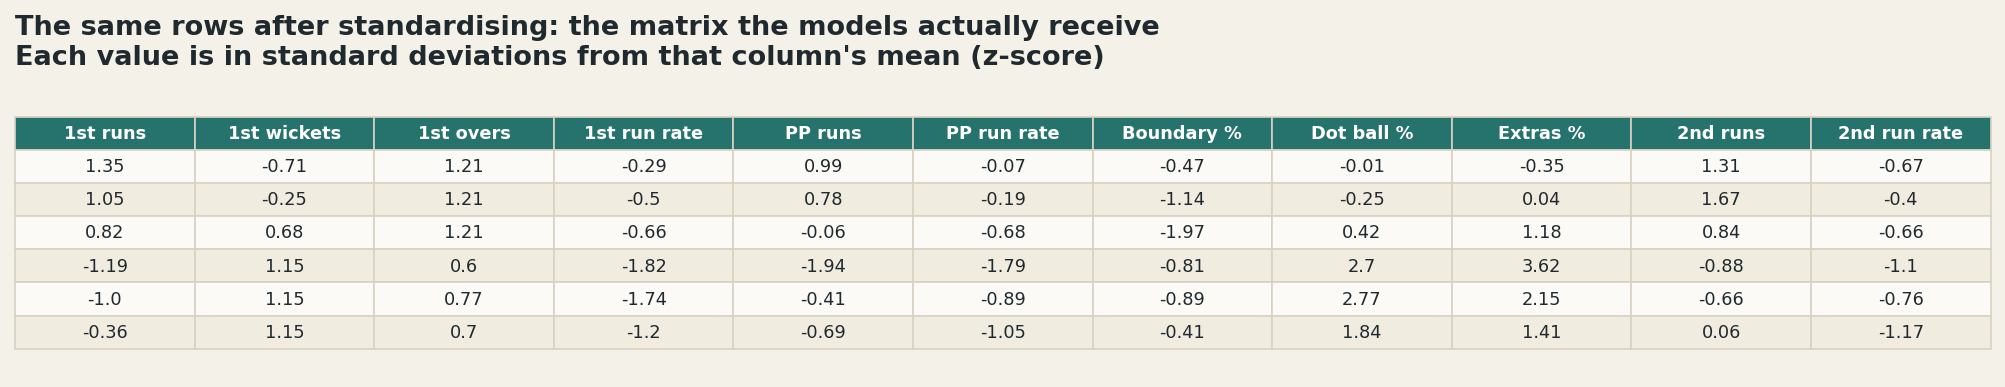 The same rows after standardising: the matrix the models actually receive
Each value is in standard deviations from that column's mean (z-score)
1st runs 1st wickets 1st overs 1st run rate PP runs PP run rate Boundary % Dot ball % Extras % 2nd runs 2nd run rate
1.35 -0.71 1.21 -0.29 0.99 -0.07 -0.47 -0.01 -0.35 1.31 -0.67
1.05 -0.25 1.21 -0.5 0.78 -0.19 -1.14 -0.25 0.04 1.67 -0.4
0.82 0.68 1.21 -0.66 -0.06 -0.68 -1.97 0.42 1.18 0.84 -0.66
-1.19 1.15 0.6 -1.82 -1.94 -1.79 -0.81 2.7 3.62 -0.88 -1.1
-1.0 1.15 0.77 -1.74 -0.41 -0.89 -0.89 2.77 2.15 -0.66 -0.76
-0.36 1.15 0.7 -1.2 -0.69 -1.05 -0.41 1.84 1.41 0.06 -1.17